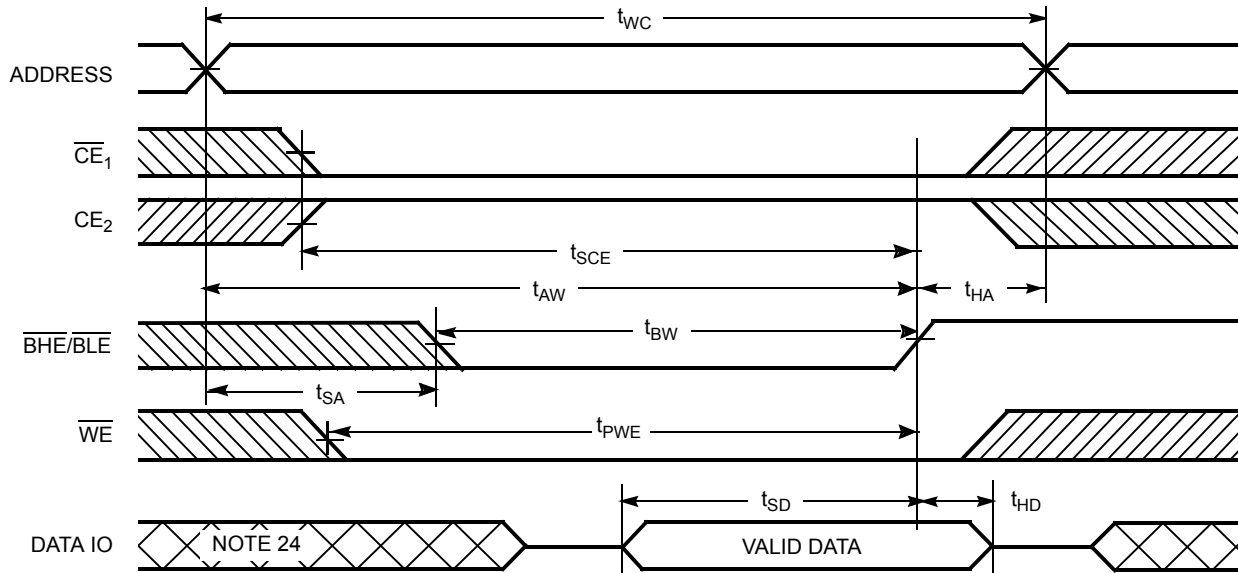 tWC
ADDRESS
CE1
CE2
tSCE
tAW
tHA
tBW
BHE/BLE
tSA
WE
tPWE
tSD
tHD
DATA IO
NOTE 24
VALID DATA